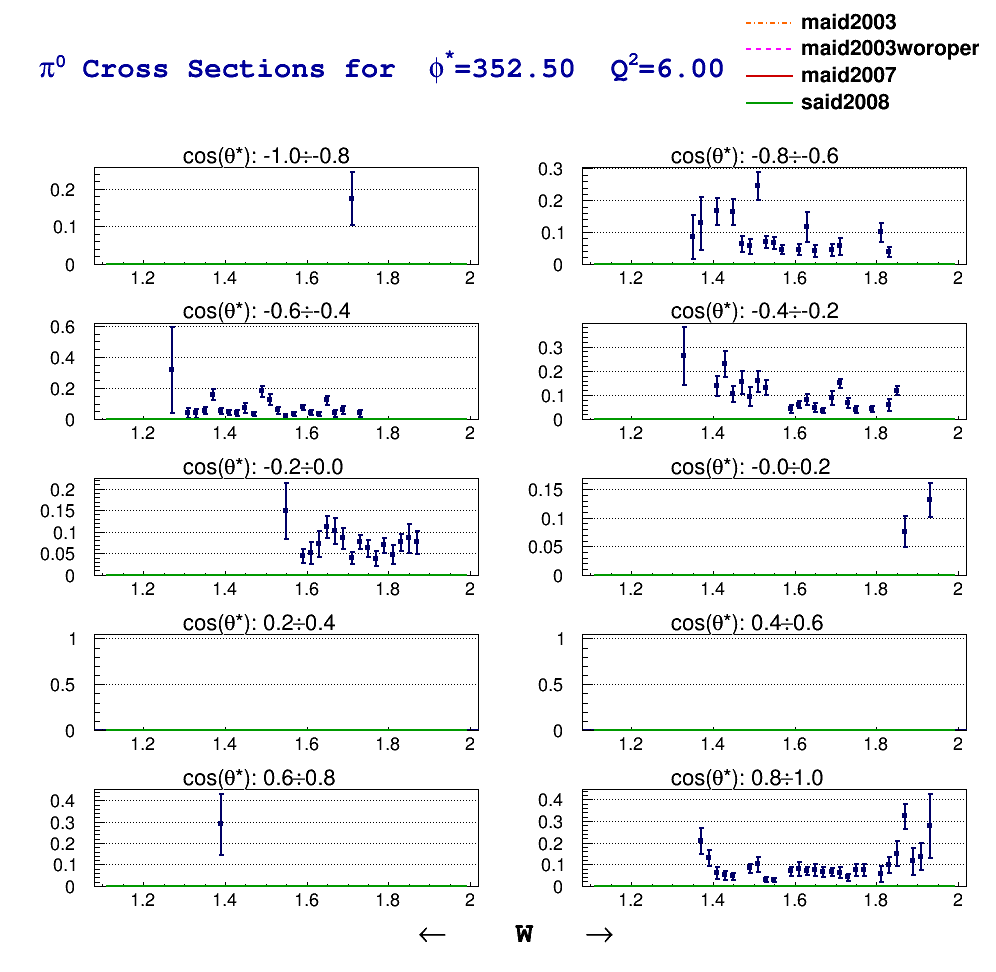 π⁰ Cross Sections for ϕ*=352.50 Q²=6.00
maid2003
maid2003woroper
maid2007
said2008
cos(θ*): -1.0÷-0.8
0.2
0.1
0
1.2 1.4 1.6 1.8 2
cos(θ*): -0.8÷-0.6
0.3
0.2
0.1
0
1.2 1.4 1.6 1.8 2
cos(θ*): -0.6÷-0.4
0.6
0.4
0.2
0
1.2 1.4 1.6 1.8 2
cos(θ*): -0.4÷-0.2
0.3
0.2
0.1
0
1.2 1.4 1.6 1.8 2
cos(θ*): -0.2÷0.0
0.2
0.15
0.1
0.05
0
1.2 1.4 1.6 1.8 2
cos(θ*): -0.0÷0.2
0.15
0.1
0.05
0
1.2 1.4 1.6 1.8 2
cos(θ*): 0.2÷0.4
1
0.5
0
1.2 1.4 1.6 1.8 2
cos(θ*): 0.4÷0.6
1
0.5
0
1.2 1.4 1.6 1.8 2
cos(θ*): 0.6÷0.8
0.4
0.3
0.2
0.1
0
1.2 1.4 1.6 1.8 2
cos(θ*): 0.8÷1.0
0.4
0.3
0.2
0.1
0
1.2 1.4 1.6 1.8 2
← W →